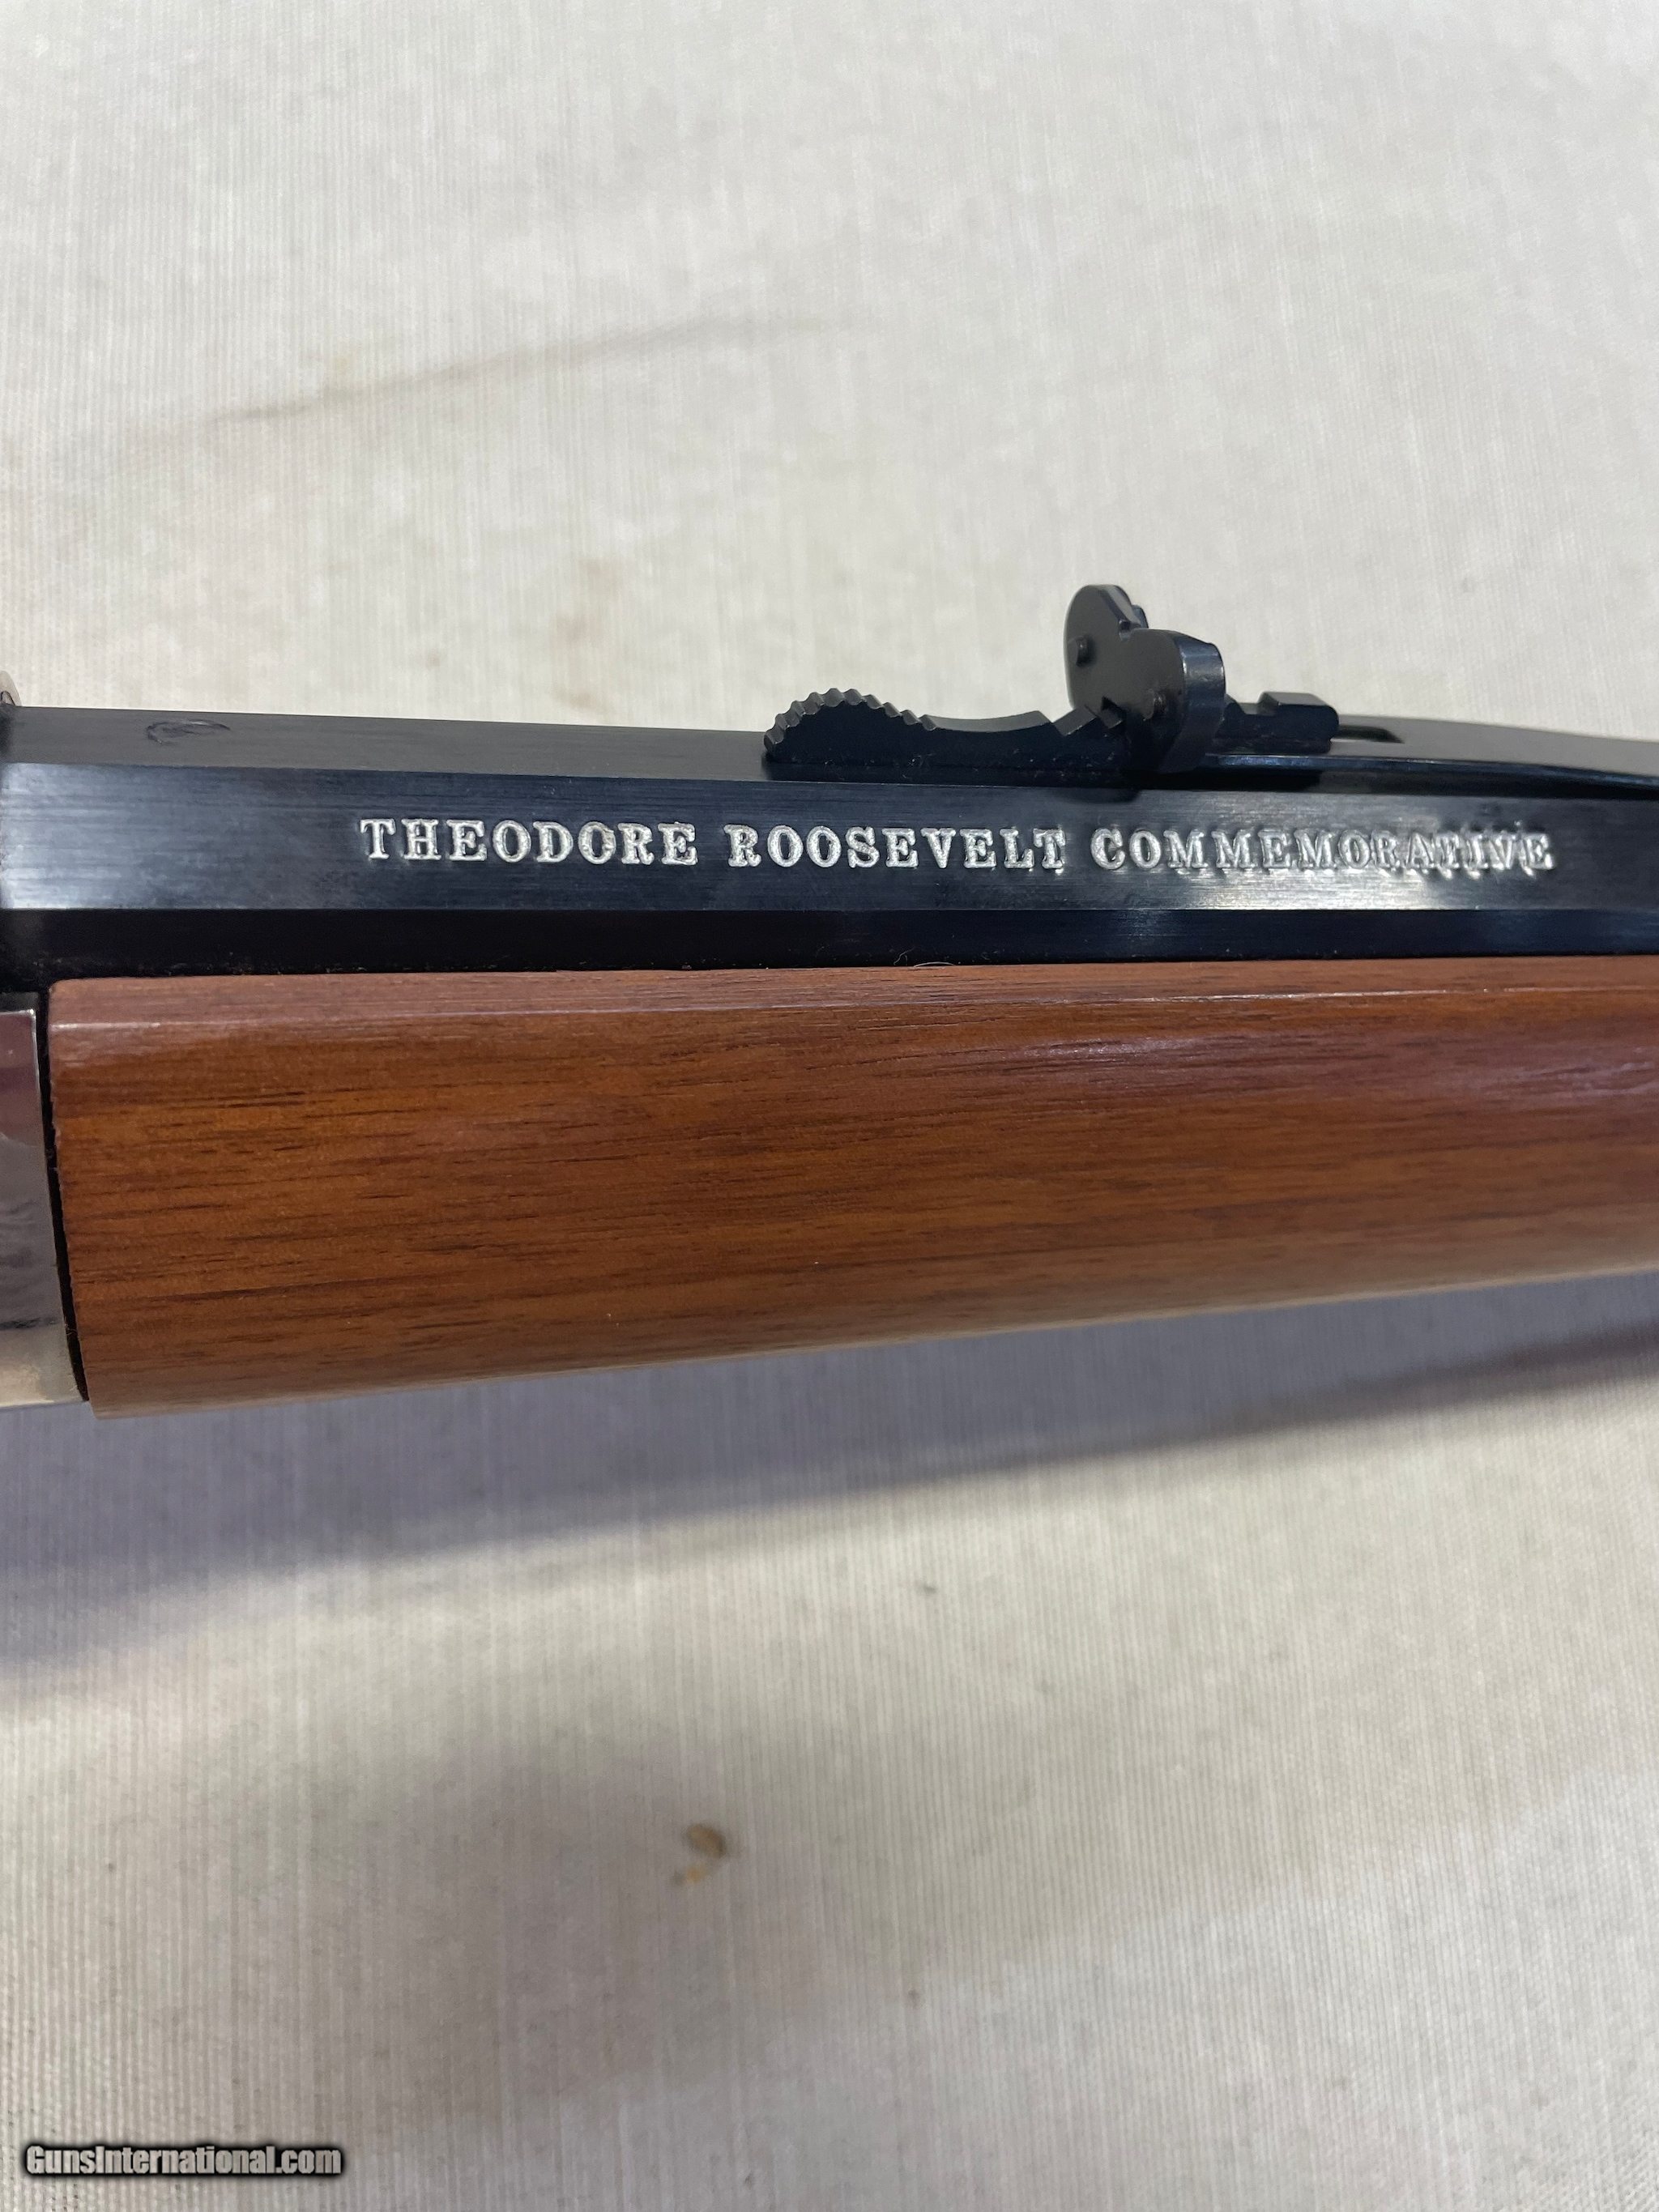 THEODORE ROOSEVELT COMMEMORATIVE
GunsInternational.com